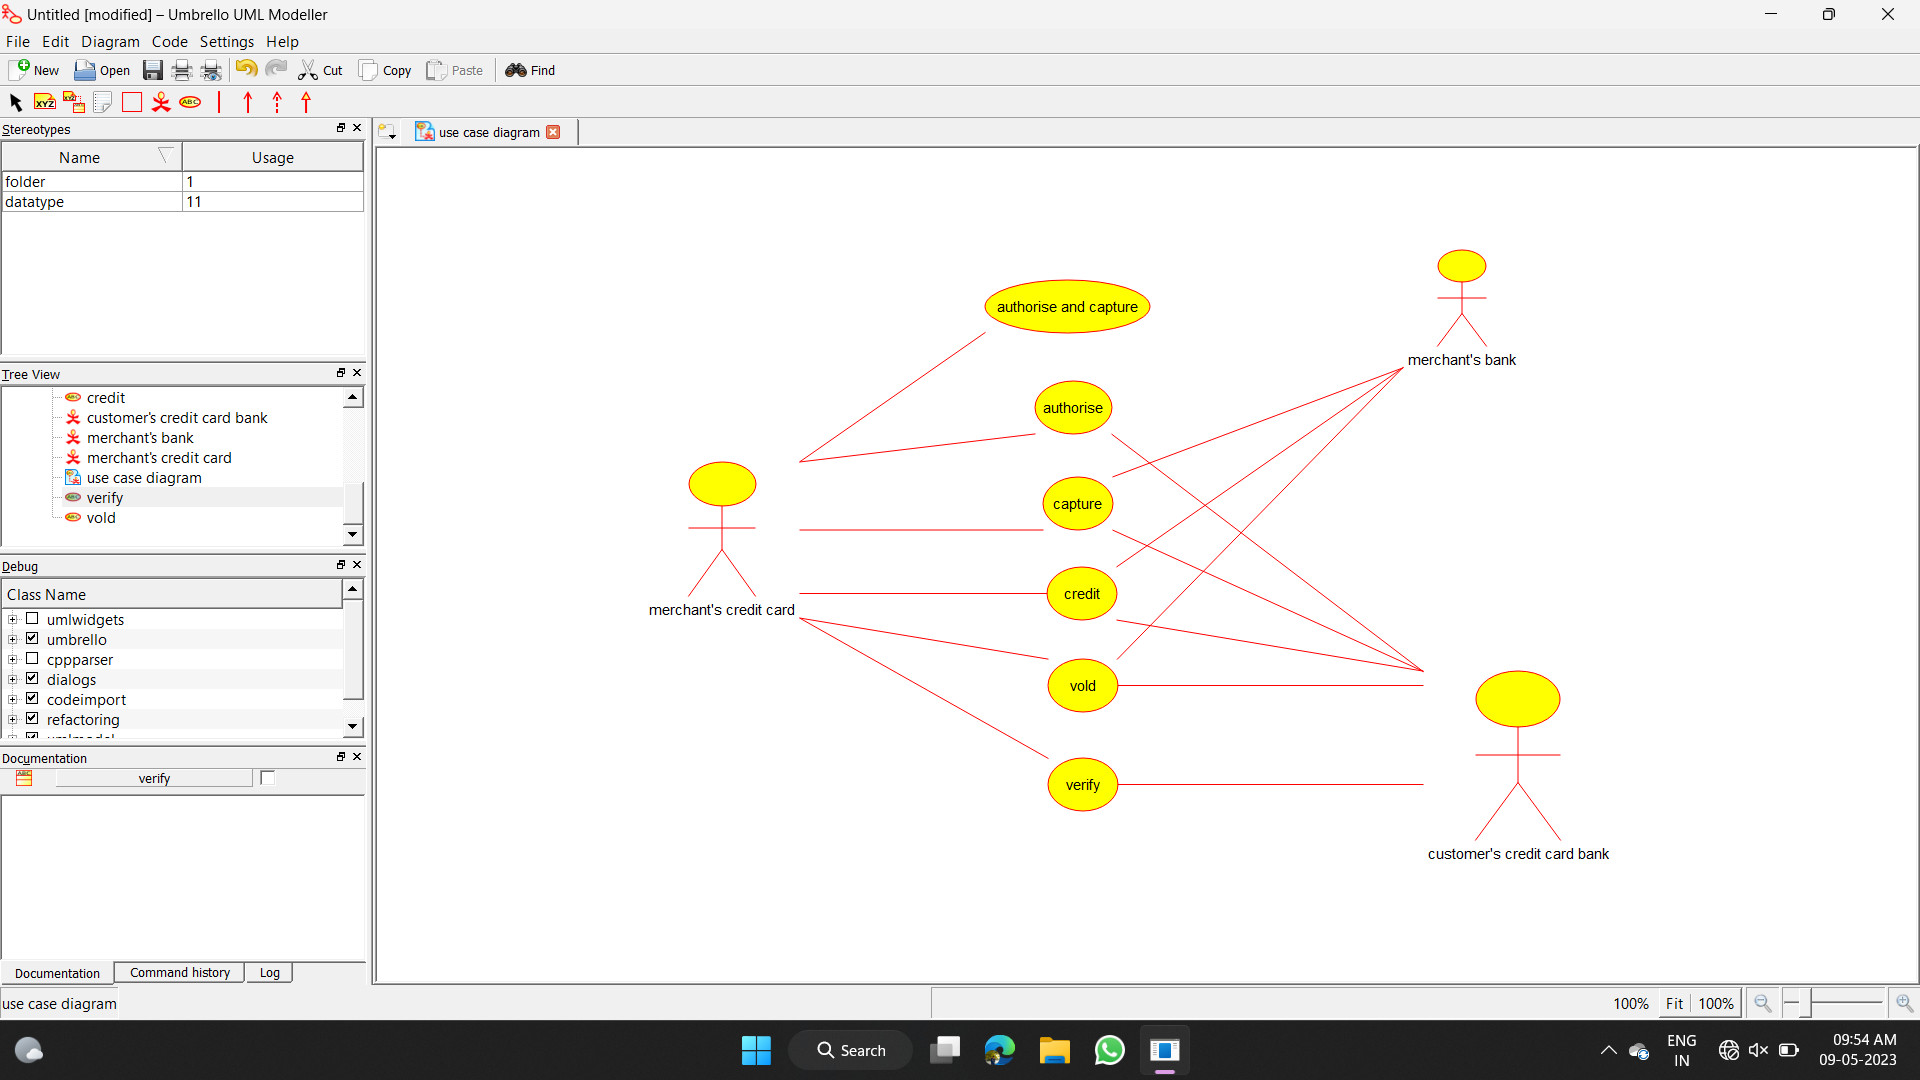 Untitled [modified] – Umbrello UML Modeller
File Edit Diagram Code Settings Help
New Open Cut Copy Paste Find
XYZ XYZ ABC
Stereotypes
use case diagram
Name Usage
folder 1
datatype 11
Tree View
credit
customer's credit card bank
merchant's bank
merchant's credit card
use case diagram
verify
vold
Debug
Class Name
umlwidgets
umbrello
cppparser
dialogs
codeimport
refactoring
umlmodel
Documentation
verify
Documentation Command history Log
authorise and capture
merchant's bank
authorise
capture
credit
merchant's credit card
vold
verify
customer's credit card bank
use case diagram
100% Fit 100%
Search
ENG
IN
09:54 AM
09-05-2023